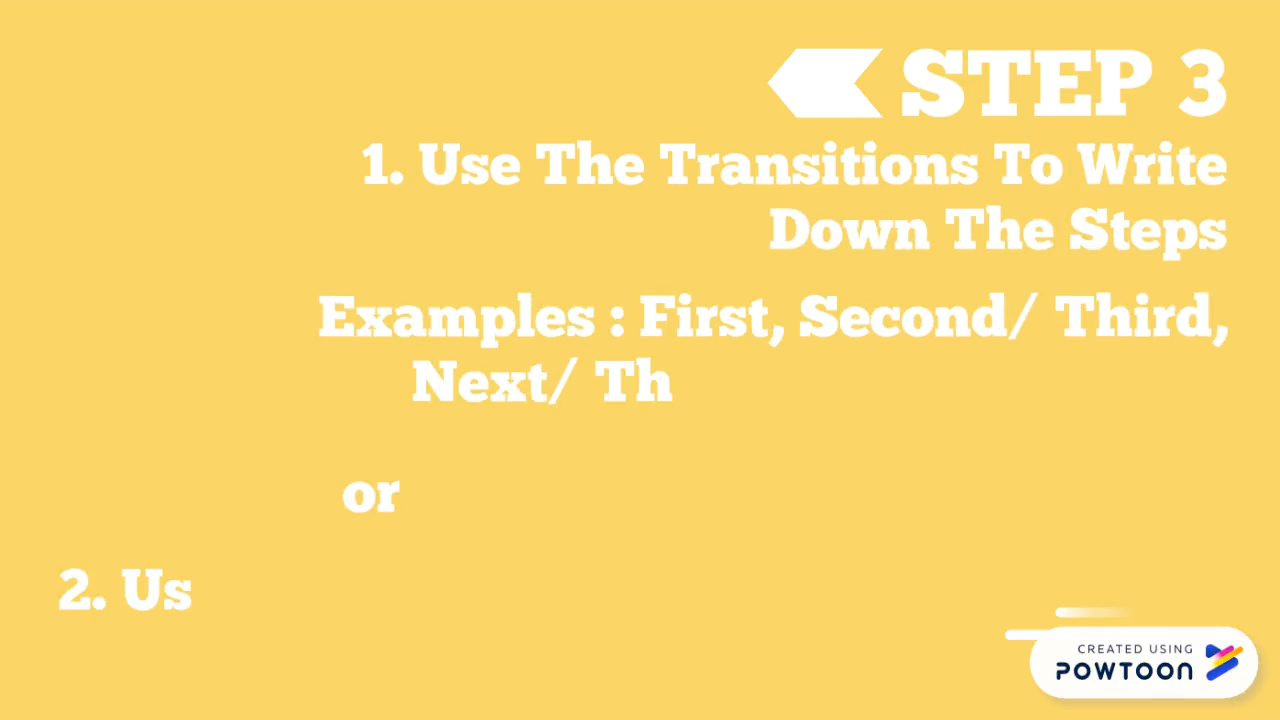 STEP 3
1. Use The Transitions To Write
Down The Steps
Examples : First, Second/ Third,
Next/ Th
or
2. Us
CREATED USING
POWTOON